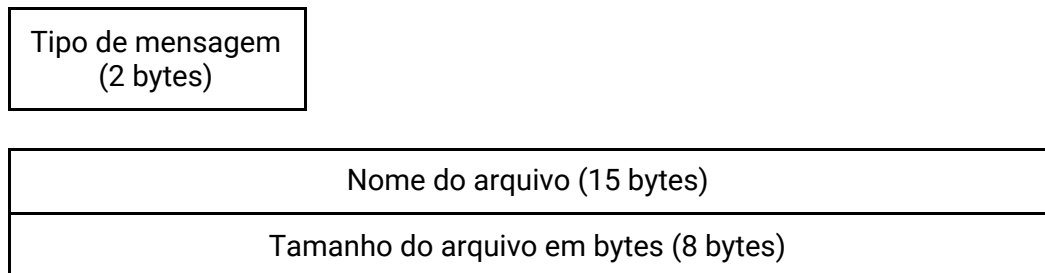 Tipo de mensagem
(2 bytes)
Nome do arquivo (15 bytes)
Tamanho do arquivo em bytes (8 bytes)